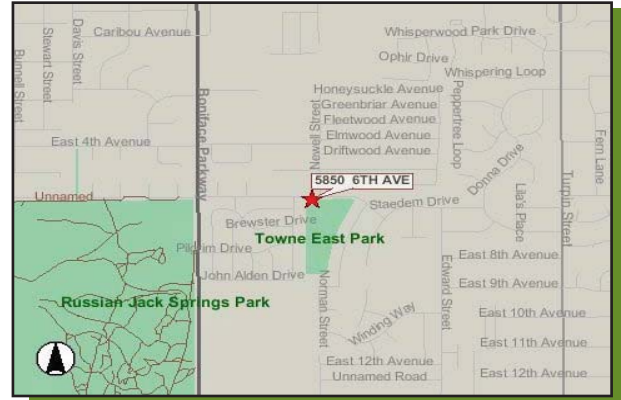 Caribou Avenue
Whisperwood Park Drive
Davis Street
Stewart Street
Bunnell Street
Ophir Drive
Whispering Loop
Honeysuckle Avenue
Greenbriar Avenue
Fleetwood Avenue
Elmwood Avenue
Driftwood Avenue
Newell Street
Boniface Parkway
Peppertree Loop
East 4th Avenue
Donna Drive
Fern Lane
5850 6TH AVE
Unnamed
Staedem Drive
Lila's Place
Turpin Street
Brewster Drive
Towne East Park
Pilgrim Drive
East 8th Avenue
John Alden Drive
Norman Street
Edward Street
East 9th Avenue
Russian Jack Springs Park
Winding Way
East 10th Avenue
East 11th Avenue
East 12th Avenue
Unnamed Road
East 12th Avenue